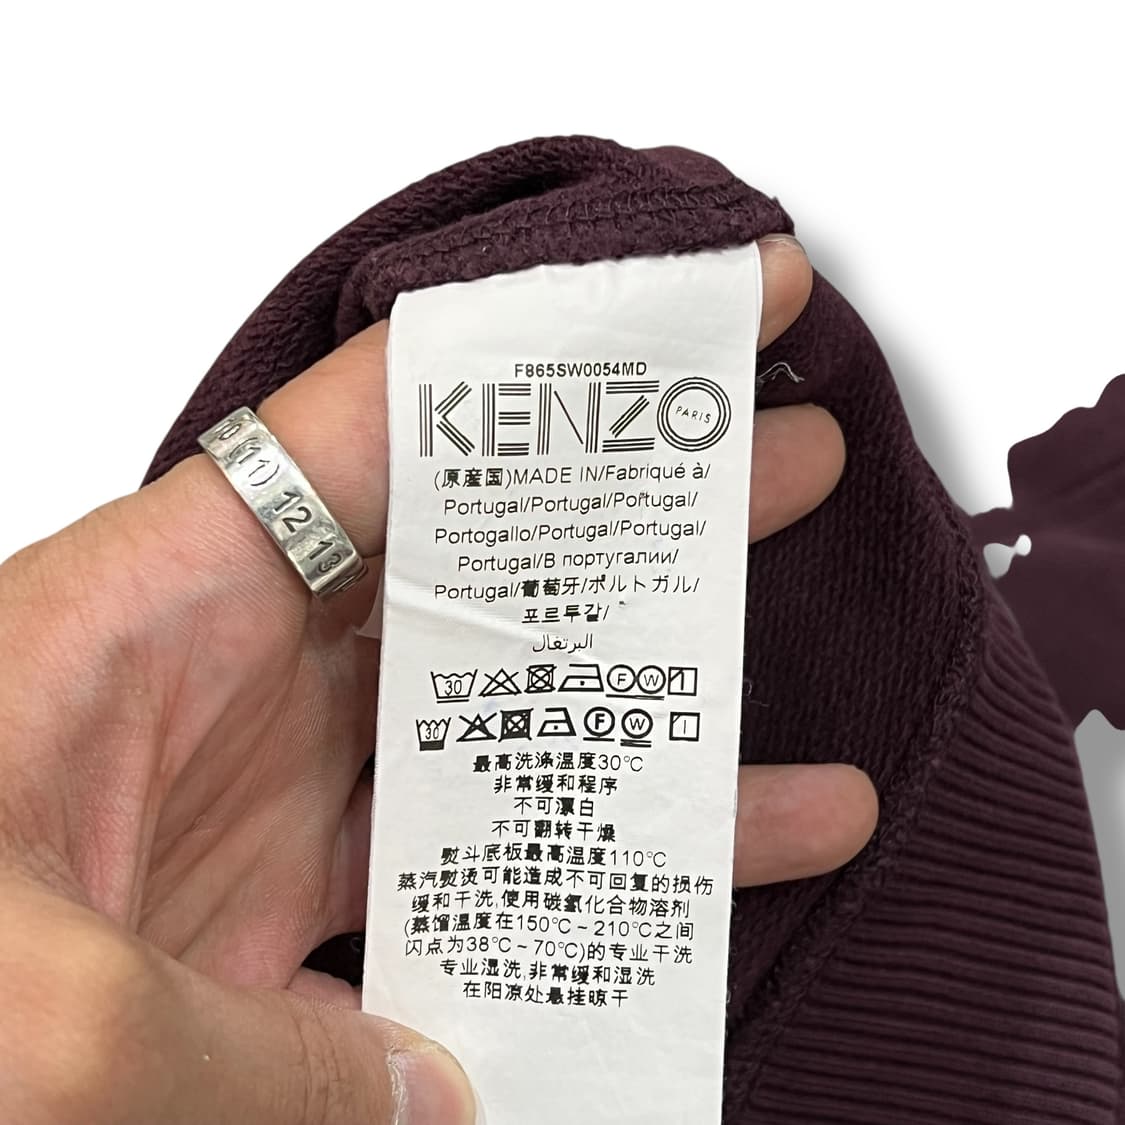 F865SW0054MD
KENZO
PARIS
(原産国)MADE IN/Fabriqué à/
Portugal/Portugal/Portugal/
Portogallo/Portugal/Portugal/
Portugal/В португалии/
Portugal/葡萄牙/ポルトガル/
포르투갈/
البرتغال
30 F W 1
30 F W 1
最高洗涤温度30°C
非常缓和程序
不可漂白
不可翻转干燥
熨斗底板最高温度110°C
蒸汽熨烫可能造成不可回复的损伤
缓和干洗,使用碳氢化合物溶剂
(蒸馏温度在150°C~210°C之间
闪点为38°C~70°C)的专业干洗
专业湿洗,非常缓和湿洗
在阳凉处悬挂晾干
(11) 12 13